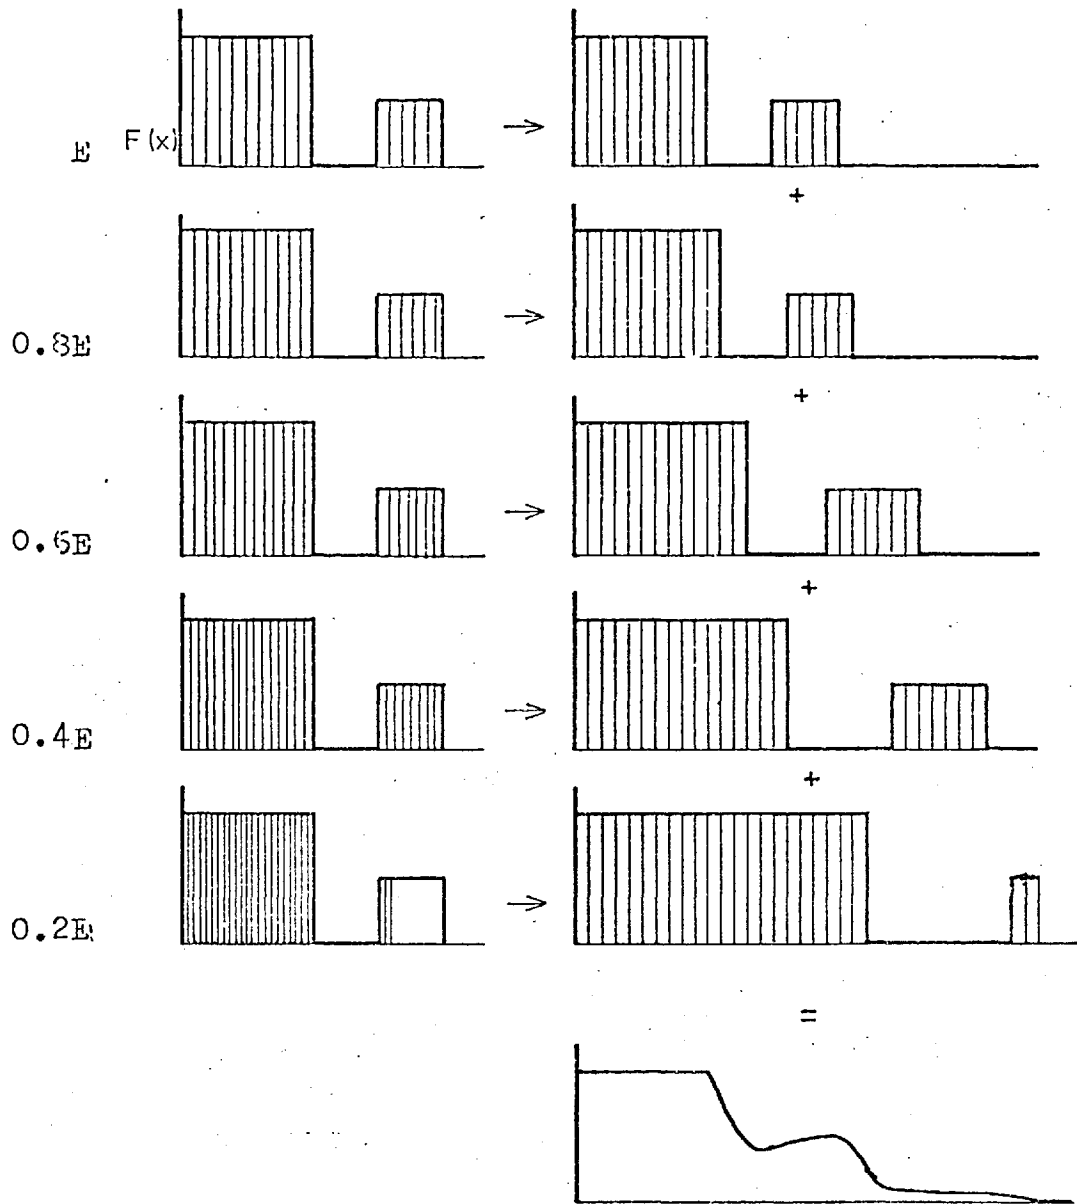 E F(x) →
+
0.8E →
+
0.6E →
+
0.4E →
+
0.2E →
=